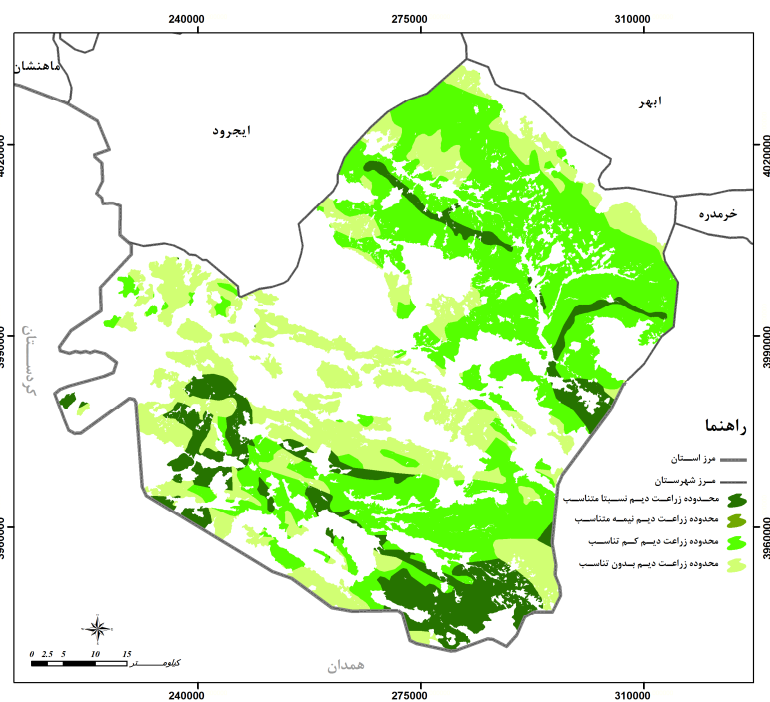 240000 275000 310000
ماهنشان
ابهر
ایجرود
4020000 4020000
خرمدره
3990000 3990000
کردستان
راهنما
مرز استان
مرز شهرستان
محدوده زراعت دیم نسبتا متناسب
محدوده زراعت دیم نیمه متناسب
محدوده زراعت دیم کم تناسب
محدوده زراعت دیم بدون تناسب
3960000 3960000
0 2.5 5 10 15
کیلومتر
همدان
240000 275000 310000